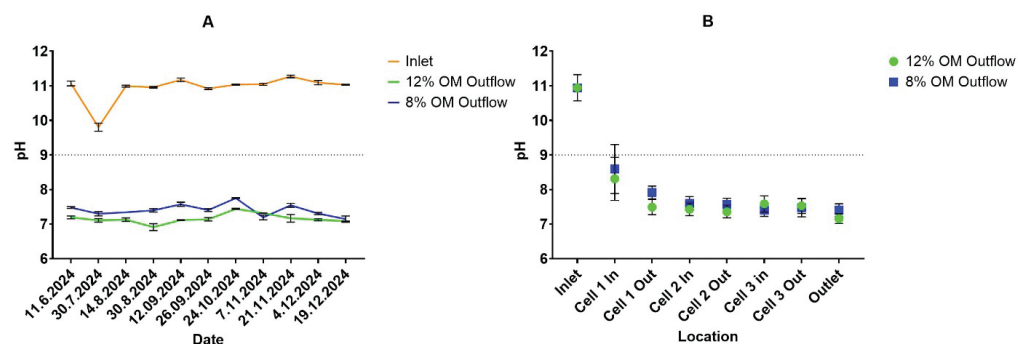 A
12
11
10
9
8
7
6
pH
11.6.2024
30.7.2024
14.8.2024
30.8.2024
12.09.2024
26.09.2024
24.10.2024
7.11.2024
21.11.2024
4.12.2024
19.12.2024
Date
Inlet
12% OM Outflow
8% OM Outflow
B
12
11
10
9
8
7
6
pH
Inlet
Cell 1 In
Cell 1 Out
Cell 2 In
Cell 2 Out
Cell 3 in
Cell 3 Out
Outlet
Location
12% OM Outflow
8% OM Outflow